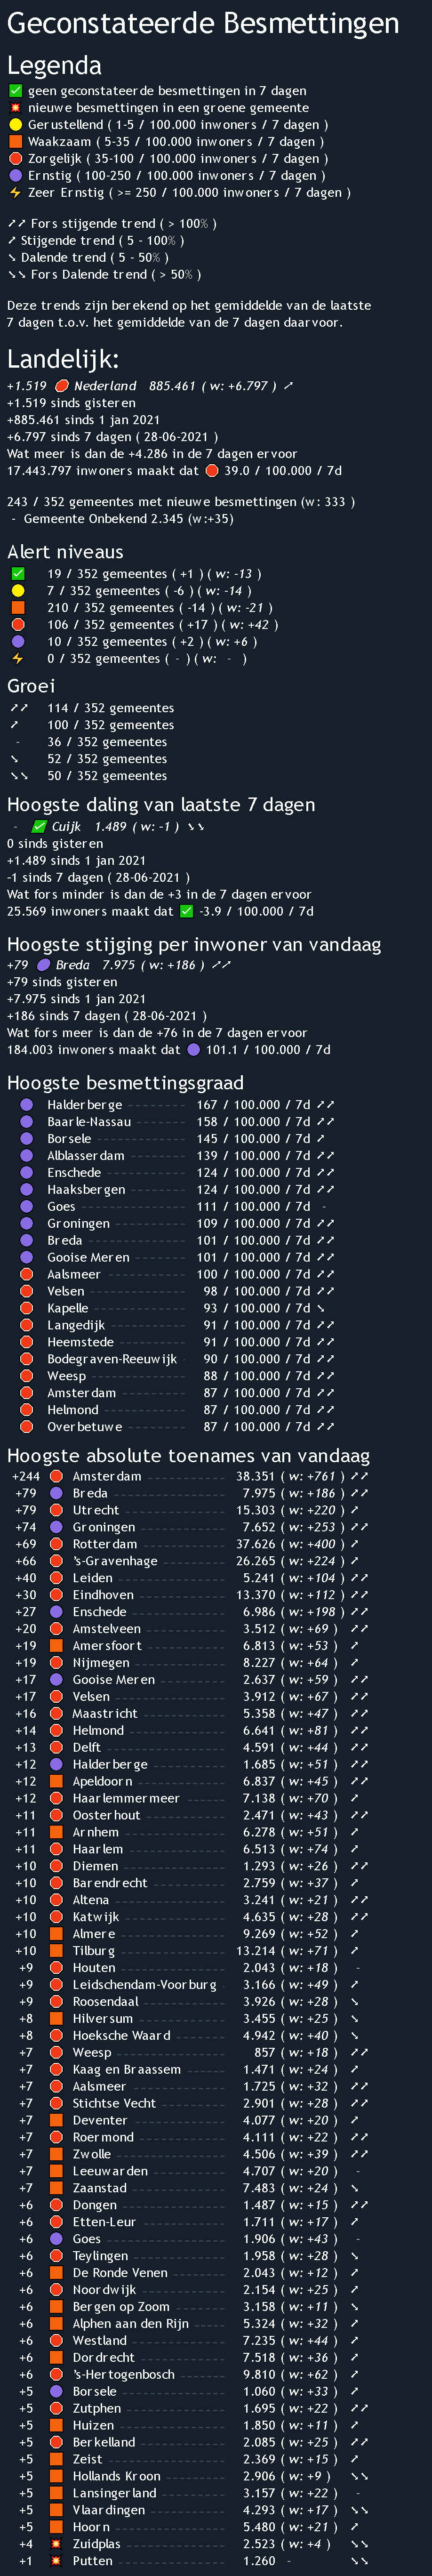 Geconstateerde Besmettingen
Legenda
✅ geen geconstateerde besmettingen in 7 dagen
💥 nieuwe besmettingen in een groene gemeente
🟡 Gerustellend ( 1-5 / 100.000 inwoners / 7 dagen )
🟧 Waakzaam ( 5-35 / 100.000 inwoners / 7 dagen )
🔴 Zorgelijk ( 35-100 / 100.000 inwoners / 7 dagen )
🟣 Ernstig ( 100-250 / 100.000 inwoners / 7 dagen )
⚡ Zeer Ernstig ( >= 250 / 100.000 inwoners / 7 dagen )
➚➚ Fors stijgende trend ( > 100% )
➚ Stijgende trend ( 5 - 100% )
➘ Dalende trend ( 5 - 50% )
➘➘ Fors Dalende trend ( > 50% )
Deze trends zijn berekend op het gemiddelde van de laatste
7 dagen t.o.v. het gemiddelde van de 7 dagen daarvoor.
Landelijk:
+1.519 🔴 Nederland 885.461 ( w: +6.797 ) ➚
+1.519 sinds gisteren
+885.461 sinds 1 jan 2021
+6.797 sinds 7 dagen ( 28-06-2021 )
Wat meer is dan de +4.286 in de 7 dagen ervoor
17.443.797 inwoners maakt dat 🔴 39.0 / 100.000 / 7d
243 / 352 gemeentes met nieuwe besmettingen (w: 333 )
- Gemeente Onbekend 2.345 (w:+35)
Alert niveaus
✅ 19 / 352 gemeentes ( +1 ) ( w: -13 )
🟡 7 / 352 gemeentes ( -6 ) ( w: -14 )
🟧 210 / 352 gemeentes ( -14 ) ( w: -21 )
🔴 106 / 352 gemeentes ( +17 ) ( w: +42 )
🟣 10 / 352 gemeentes ( +2 ) ( w: +6 )
⚡ 0 / 352 gemeentes ( - ) ( w: - )
Groei
➚➚ 114 / 352 gemeentes
➚ 100 / 352 gemeentes
- 36 / 352 gemeentes
➘ 52 / 352 gemeentes
➘➘ 50 / 352 gemeentes
Hoogste daling van laatste 7 dagen
- ✅ Cuijk 1.489 ( w: -1 ) ➘➘
0 sinds gisteren
+1.489 sinds 1 jan 2021
-1 sinds 7 dagen ( 28-06-2021 )
Wat fors minder is dan de +3 in de 7 dagen ervoor
25.569 inwoners maakt dat ✅ -3.9 / 100.000 / 7d
Hoogste stijging per inwoner van vandaag
+79 🟣 Breda 7.975 ( w: +186 ) ➚➚
+79 sinds gisteren
+7.975 sinds 1 jan 2021
+186 sinds 7 dagen ( 28-06-2021 )
Wat fors meer is dan de +76 in de 7 dagen ervoor
184.003 inwoners maakt dat 🟣 101.1 / 100.000 / 7d
Hoogste besmettingsgraad
🟣 Halderberge 167 / 100.000 / 7d ➚➚
🟣 Baarle-Nassau 158 / 100.000 / 7d ➚➚
🟣 Borsele 145 / 100.000 / 7d ➚
🟣 Alblasserdam 139 / 100.000 / 7d ➚➚
🟣 Enschede 124 / 100.000 / 7d ➚➚
🟣 Haaksbergen 124 / 100.000 / 7d ➚➚
🟣 Goes 111 / 100.000 / 7d -
🟣 Groningen 109 / 100.000 / 7d ➚➚
🟣 Breda 101 / 100.000 / 7d ➚➚
🟣 Gooise Meren 101 / 100.000 / 7d ➚➚
🔴 Aalsmeer 100 / 100.000 / 7d ➚➚
🔴 Velsen 98 / 100.000 / 7d ➚➚
🔴 Kapelle 93 / 100.000 / 7d ➘
🔴 Langedijk 91 / 100.000 / 7d ➚➚
🔴 Heemstede 91 / 100.000 / 7d ➚➚
🔴 Bodegraven-Reeuwijk 90 / 100.000 / 7d ➚➚
🔴 Weesp 88 / 100.000 / 7d ➚➚
🔴 Amsterdam 87 / 100.000 / 7d ➚➚
🔴 Helmond 87 / 100.000 / 7d ➚➚
🔴 Overbetuwe 87 / 100.000 / 7d ➚➚
Hoogste absolute toenames van vandaag
+244 🔴 Amsterdam 38.351 ( w: +761 ) ➚➚
+79 🟣 Breda 7.975 ( w: +186 ) ➚➚
+79 🔴 Utrecht 15.303 ( w: +220 ) ➚
+74 🟣 Groningen 7.652 ( w: +253 ) ➚➚
+69 🔴 Rotterdam 37.626 ( w: +400 ) ➚
+66 🔴 's-Gravenhage 26.265 ( w: +224 ) ➚
+40 🔴 Leiden 5.241 ( w: +104 ) ➚➚
+30 🔴 Eindhoven 13.370 ( w: +112 ) ➚➚
+27 🟣 Enschede 6.986 ( w: +198 ) ➚➚
+20 🔴 Amstelveen 3.512 ( w: +69 ) ➚➚
+19 🟧 Amersfoort 6.813 ( w: +53 ) ➚
+19 🔴 Nijmegen 8.227 ( w: +64 ) ➚
+17 🟣 Gooise Meren 2.637 ( w: +59 ) ➚➚
+17 🔴 Velsen 3.912 ( w: +67 ) ➚➚
+16 🔴 Maastricht 5.358 ( w: +47 ) ➚➚
+14 🔴 Helmond 6.641 ( w: +81 ) ➚➚
+13 🔴 Delft 4.591 ( w: +44 ) ➚➚
+12 🟣 Halderberge 1.685 ( w: +51 ) ➚➚
+12 🟧 Apeldoorn 6.837 ( w: +45 ) ➚➚
+12 🔴 Haarlemmermeer 7.138 ( w: +70 ) ➚
+11 🔴 Oosterhout 2.471 ( w: +43 ) ➚➚
+11 🟧 Arnhem 6.278 ( w: +51 ) ➚
+11 🔴 Haarlem 6.513 ( w: +74 ) ➚
+10 🔴 Diemen 1.293 ( w: +26 ) ➚➚
+10 🔴 Barendrecht 2.759 ( w: +37 ) ➚
+10 🔴 Altena 3.241 ( w: +21 ) ➚➚
+10 🔴 Katwijk 4.635 ( w: +28 ) ➚➚
+10 🟧 Almere 9.269 ( w: +52 ) ➚
+10 🟧 Tilburg 13.214 ( w: +71 ) ➚
+9 🔴 Houten 2.043 ( w: +18 ) -
+9 🔴 Leidschendam-Voorburg 3.166 ( w: +49 ) ➚
+9 🔴 Roosendaal 3.926 ( w: +28 ) ➘
+8 🟧 Hilversum 3.455 ( w: +25 ) ➘
+8 🔴 Hoeksche Waard 4.942 ( w: +40 ) ➘
+7 🔴 Weesp 857 ( w: +18 ) ➚➚
+7 🔴 Kaag en Braassem 1.471 ( w: +24 ) ➚
+7 🔴 Aalsmeer 1.725 ( w: +32 ) ➚➚
+7 🔴 Stichtse Vecht 2.901 ( w: +28 ) ➚➚
+7 🟧 Deventer 4.077 ( w: +20 ) ➚
+7 🔴 Roermond 4.111 ( w: +22 ) ➚➚
+7 🟧 Zwolle 4.506 ( w: +39 ) ➚➚
+7 🟧 Leeuwarden 4.707 ( w: +20 ) -
+7 🟧 Zaanstad 7.483 ( w: +24 ) ➘
+6 🔴 Dongen 1.487 ( w: +15 ) ➚➚
+6 🔴 Etten-Leur 1.711 ( w: +17 ) ➚
+6 🟣 Goes 1.906 ( w: +43 ) -
+6 🔴 Teylingen 1.958 ( w: +28 ) ➘
+6 🟧 De Ronde Venen 2.043 ( w: +12 ) ➚
+6 🔴 Noordwijk 2.154 ( w: +25 ) ➚
+6 🟧 Bergen op Zoom 3.158 ( w: +11 ) ➘
+6 🟧 Alphen aan den Rijn 5.324 ( w: +32 ) ➚
+6 🔴 Westland 7.235 ( w: +44 ) ➚
+6 🟧 Dordrecht 7.518 ( w: +36 ) ➚
+6 🔴 's-Hertogenbosch 9.810 ( w: +62 ) ➚
+5 🟣 Borsele 1.060 ( w: +33 ) ➚
+5 🔴 Zutphen 1.695 ( w: +22 ) ➚➚
+5 🟧 Huizen 1.850 ( w: +11 ) ➚
+5 🔴 Berkelland 2.085 ( w: +25 ) ➚➚
+5 🟧 Zeist 2.369 ( w: +15 ) ➚
+5 🟧 Hollands Kroon 2.906 ( w: +9 ) ➘➘
+5 🟧 Lansingerland 3.157 ( w: +22 ) -
+5 🟧 Vlaardingen 4.293 ( w: +17 ) ➘➘
+5 🟧 Hoorn 5.480 ( w: +21 ) ➚
+4 💥 Zuidplas 2.523 ( w: +4 ) ➘➘
+1 💥 Putten 1.260 - ➘➘